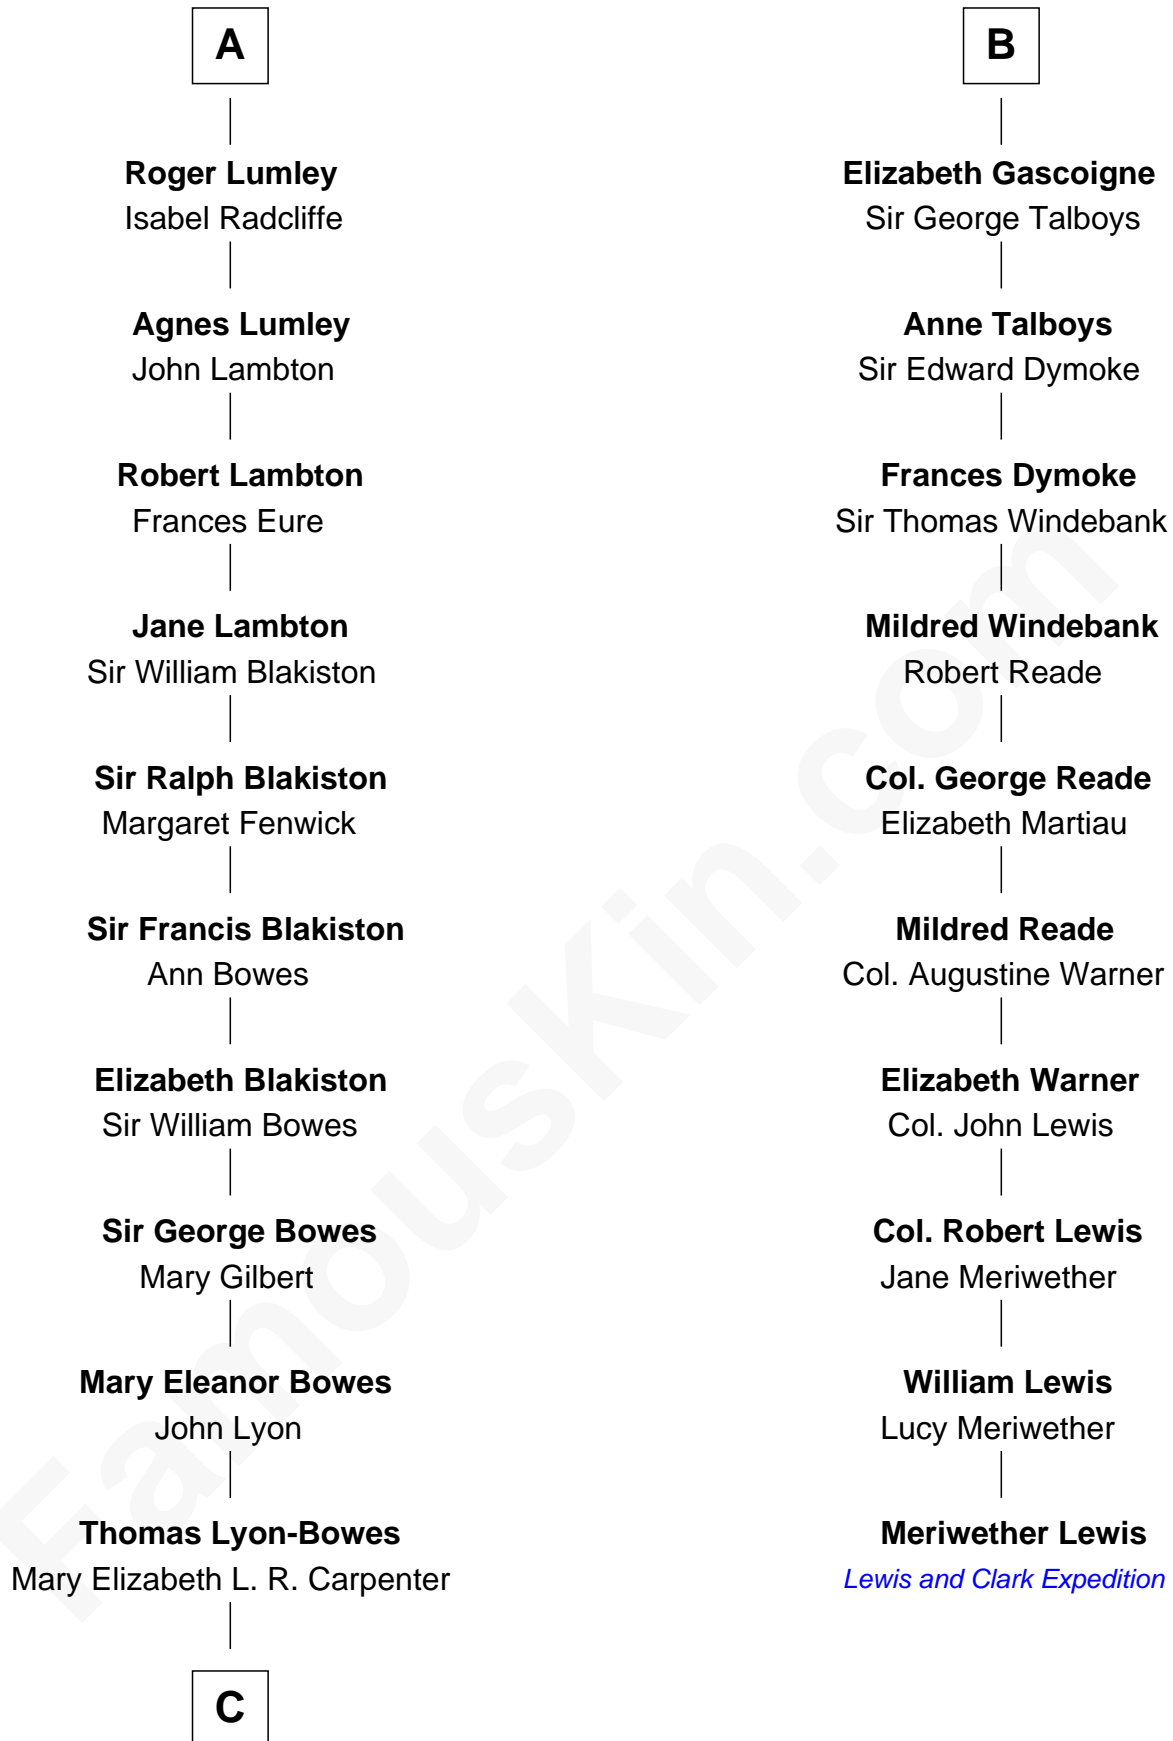 A
Roger Lumley
Isabel Radcliffe
Agnes Lumley
John Lambton
Robert Lambton
Frances Eure
Jane Lambton
Sir William Blakiston
Sir Ralph Blakiston
Margaret Fenwick
Sir Francis Blakiston
Ann Bowes
Elizabeth Blakiston
Sir William Bowes
Sir George Bowes
Mary Gilbert
Mary Eleanor Bowes
John Lyon
Thomas Lyon-Bowes
Mary Elizabeth L. R. Carpenter
C
B
Elizabeth Gascoigne
Sir George Talboys
Anne Talboys
Sir Edward Dymoke
Frances Dymoke
Sir Thomas Windebank
Mildred Windebank
Robert Reade
Col. George Reade
Elizabeth Martiau
Mildred Reade
Col. Augustine Warner
Elizabeth Warner
Col. John Lewis
Col. Robert Lewis
Jane Meriwether
William Lewis
Lucy Meriwether
Meriwether Lewis
Lewis and Clark Expedition
FamousKin.com